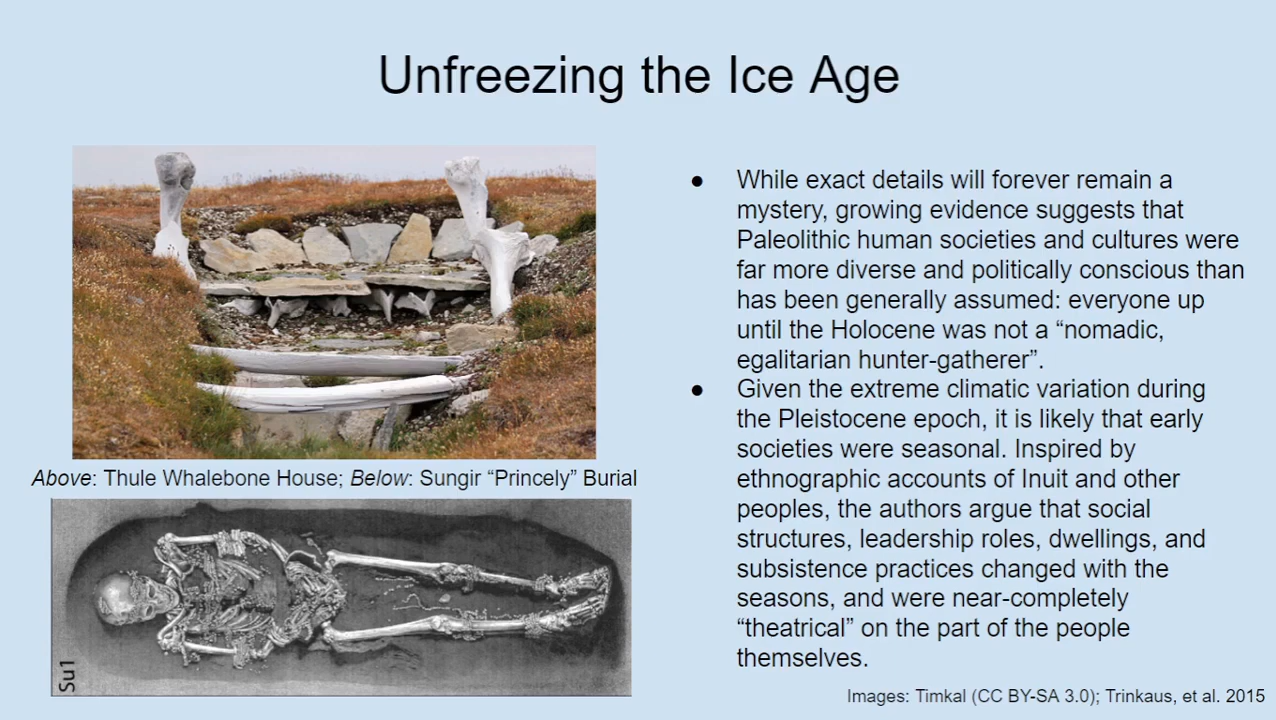 Unfreezing the Ice Age
Above: Thule Whalebone House; Below: Sungir “Princely” Burial
Su1
● While exact details will forever remain a
mystery, growing evidence suggests that
Paleolithic human societies and cultures were
far more diverse and politically conscious than
has been generally assumed: everyone up
until the Holocene was not a “nomadic,
egalitarian hunter-gatherer”.
● Given the extreme climatic variation during
the Pleistocene epoch, it is likely that early
societies were seasonal. Inspired by
ethnographic accounts of Inuit and other
peoples, the authors argue that social
structures, leadership roles, dwellings, and
subsistence practices changed with the
seasons, and were near-completely
“theatrical” on the part of the people
themselves.
Images: Timkal (CC BY-SA 3.0); Trinkaus, et al. 2015